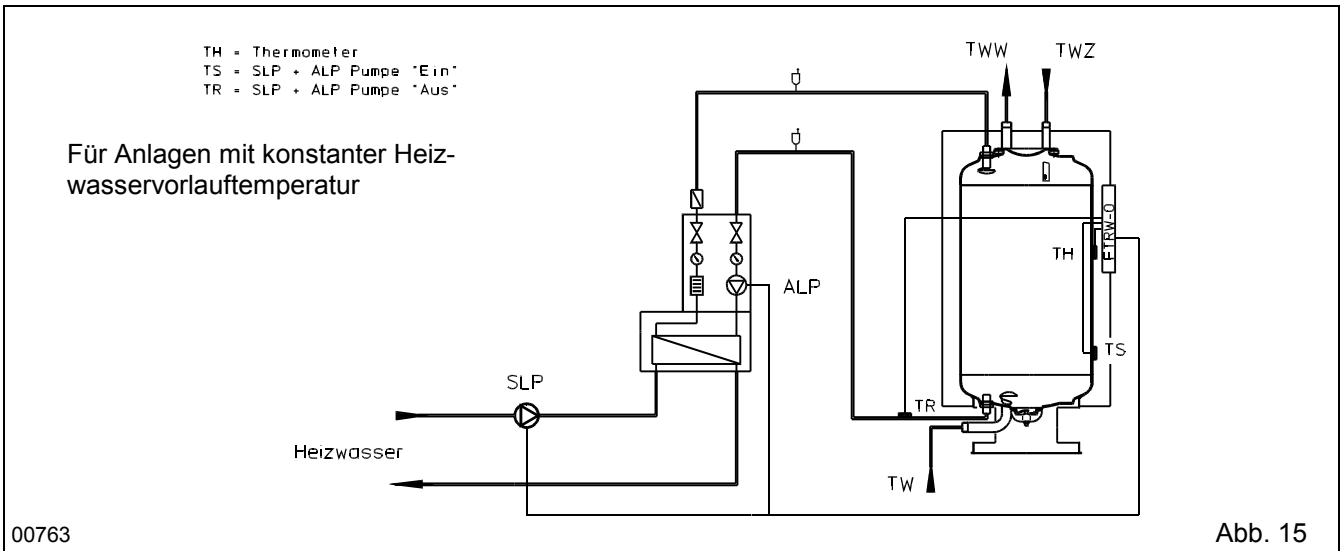 TH = Thermometer
TS = SLP + ALP Pumpe "Ein"
TR = SLP + ALP Pumpe "Aus"
Für Anlagen mit konstanter Heiz-
wasservorlauftemperatur
TWW
TWZ
FTRW-O
TH
ALP
TS
SLP
TR
Heizwasser
TW
00763
Abb. 15